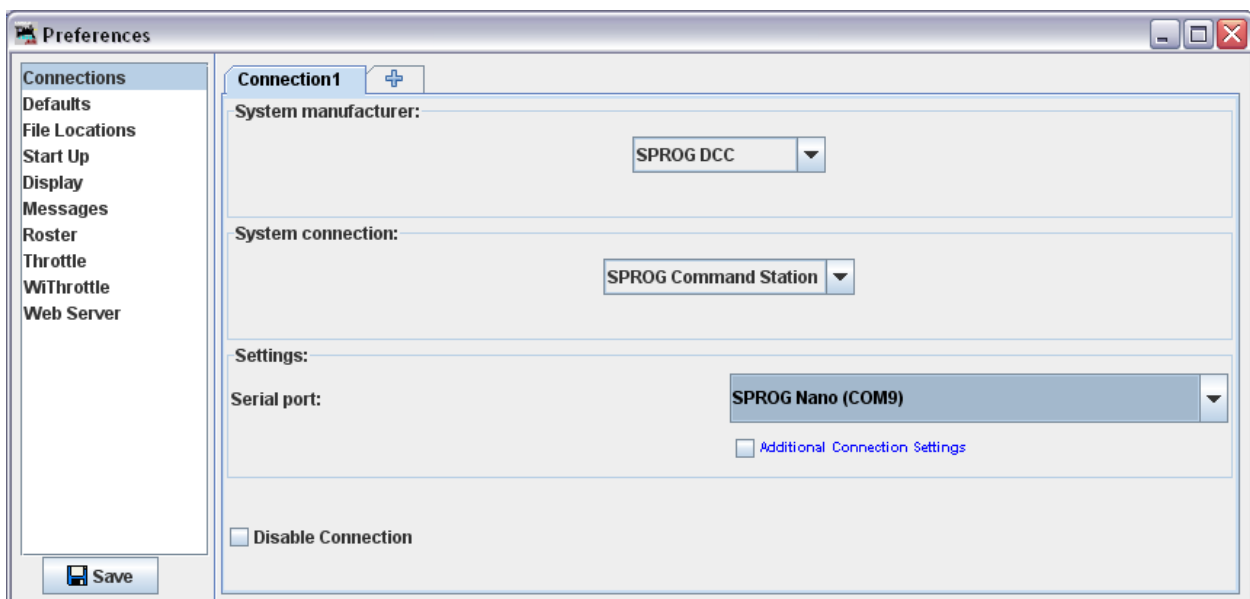 Preferences
Connections
Defaults
File Locations
Start Up
Display
Messages
Roster
Throttle
WiThrottle
Web Server
Save
Connection1
System manufacturer:
SPROG DCC
System connection:
SPROG Command Station
Settings:
Serial port:
SPROG Nano (COM9)
Additional Connection Settings
Disable Connection